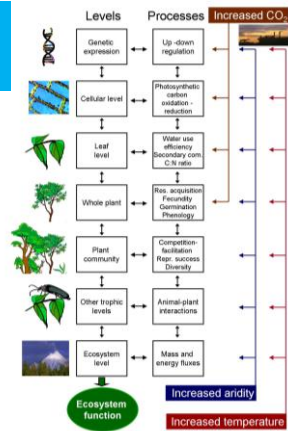 Levels Processes Increased CO2
Genetic
expression
Up -down
regulation
Cellular level
Photosynthetic
carbon
oxidation -
reduction
Leaf
level
Water use
efficiency
Secondary com.
C:N ratio
Whole plant
Res. acquisition
Fecundity
Germination
Phenology
Plant
community
Competition-
facilitation
Repr. success
Diversity
Other trophic
levels
Animal-plant
interactions
Ecosystem
level
Mass and
energy fluxes
Increased aridity
Ecosystem
function
Increased temperature